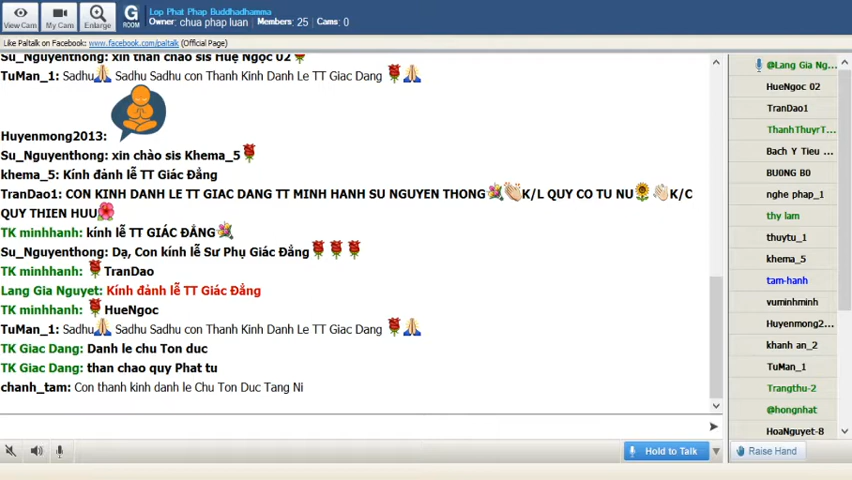 Lop Phat Phap Buddhadhamma
Owner: chua phap luan Members: 25 Cams: 0
View Cam
My Cam
Enlarge
G
ROOM
Like Paltalk on Facebook: www.facebook.com/paltalk (Official Page)
Su_Nguyenthong: xin thân chào sis Huệ Ngọc 02
TuMan_1: Sadhu Sadhu Sadhu con Thanh Kinh Danh Le TT Giac Dang
Huyenmong2013:
Su_Nguyenthong: xin chào sis Khema_5
khema_5: Kính đảnh lễ TT Giác Đẳng
TranDao1: CON KINH DANH LE TT GIAC DANG TT MINH HANH SU NGUYEN THONG K/L QUY CO TU NU K/C
QUY THIEN HUU
TK minhhanh: kính lễ TT GIÁC ĐẲNG
Su_Nguyenthong: Dạ, Con kính lễ Sư Phụ Giác Đẳng
TK minhhanh: TranDao
Lang Gia Nguyet: Kính đảnh lễ TT Giác Đẳng
TK minhhanh: HueNgoc
TuMan_1: Sadhu Sadhu Sadhu con Thanh Kinh Danh Le TT Giac Dang
TK Giac Dang: Danh le chu Ton duc
TK Giac Dang: than chao quy Phat tu
chanh_tam: Con thanh kinh danh le Chu Ton Duc Tang Ni
Hold to Talk
@Lang Gia Ng...
HueNgoc 02
TranDao1
ThanhThuyrT...
Bach Y Tieu ...
BU0NG B0
nghe phap_1
thy lam
thuytu_1
khema_5
tam-hanh
vuminhminh
Huyenmong2...
khanh an_2
TuMan_1
Trangthu-2
@hongnhat
HoaNguyet-8
Raise Hand